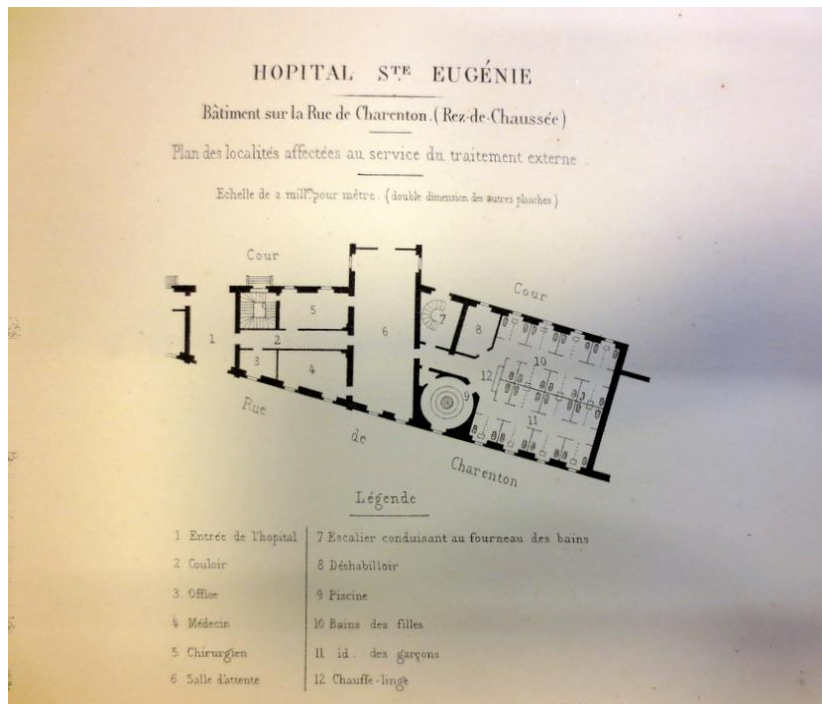 HOPITAL STE EUGÉNIE
Bâtiment sur la Rue de Charenton. (Rez-de-Chaussée)
Plan des localités affectées au service du traitement externe.
Echelle de 2 mill.m pour mètre. (double dimension des autres planches)
Cour
Cour
1
2
3
4
5
6
7
8
9
10
11
12
Rue
de
Charenton
Légende
1 Entrée de l'hopital
2 Couloir
3. Office
4 Médecin
5 Chirurgien
6 Salle d'attente
7 Escalier conduisant au fourneau des bains
8 Déshabilloir
9 Piscine
10 Bains des filles
11 id. des garçons
12 Chauffe-linge